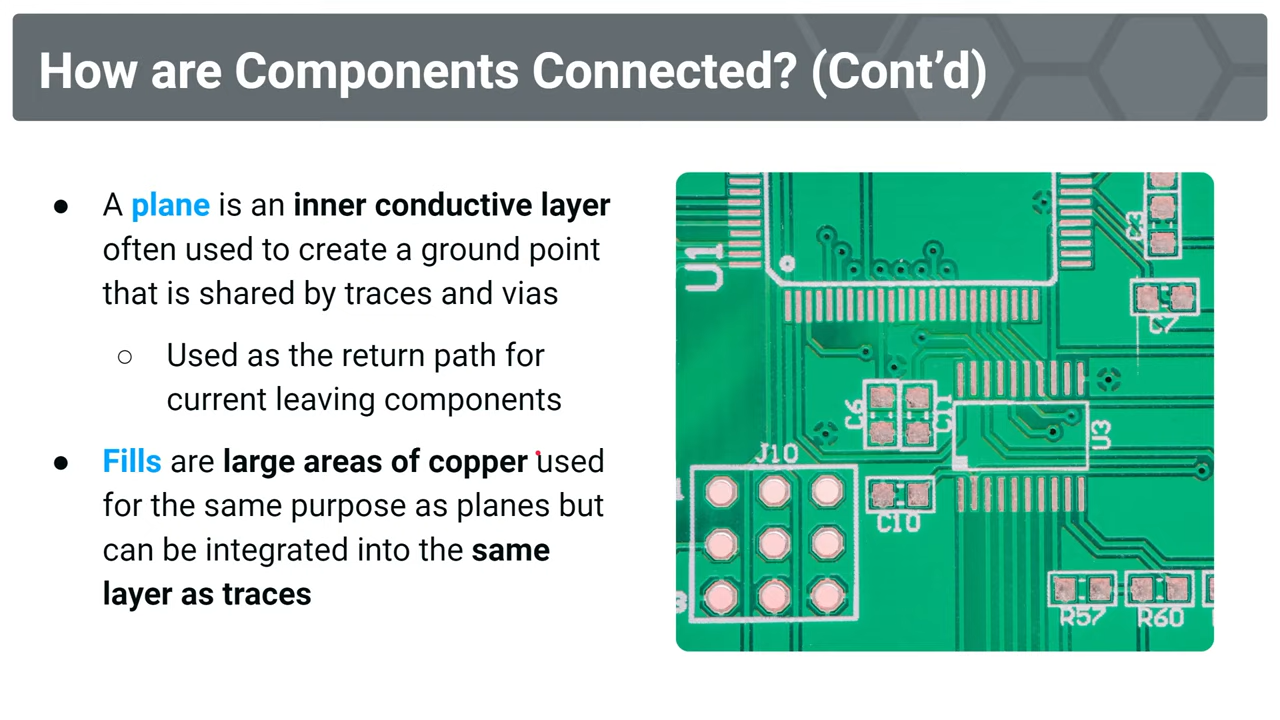 How are Components Connected? (Cont’d)
● A plane is an inner conductive layer
often used to create a ground point
that is shared by traces and vias
○ Used as the return path for
current leaving components
● Fills are large areas of copper used
for the same purpose as planes but
can be integrated into the same
layer as traces
U1
C3
C7
C6
C11
U3
J10
1
C10
R57
R60